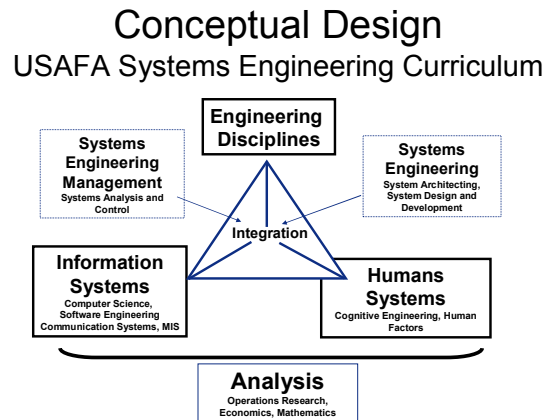 Conceptual Design
USAFA Systems Engineering Curriculum
Engineering
Disciplines
Systems
Engineering
Management
Systems Analysis and
Control
Systems
Engineering
System Architecting,
System Design and
Development
Integration
Information
Systems
Computer Science,
Software Engineering
Communication Systems, MIS
Humans
Systems
Cognitive Engineering, Human
Factors
Analysis
Operations Research,
Economics, Mathematics